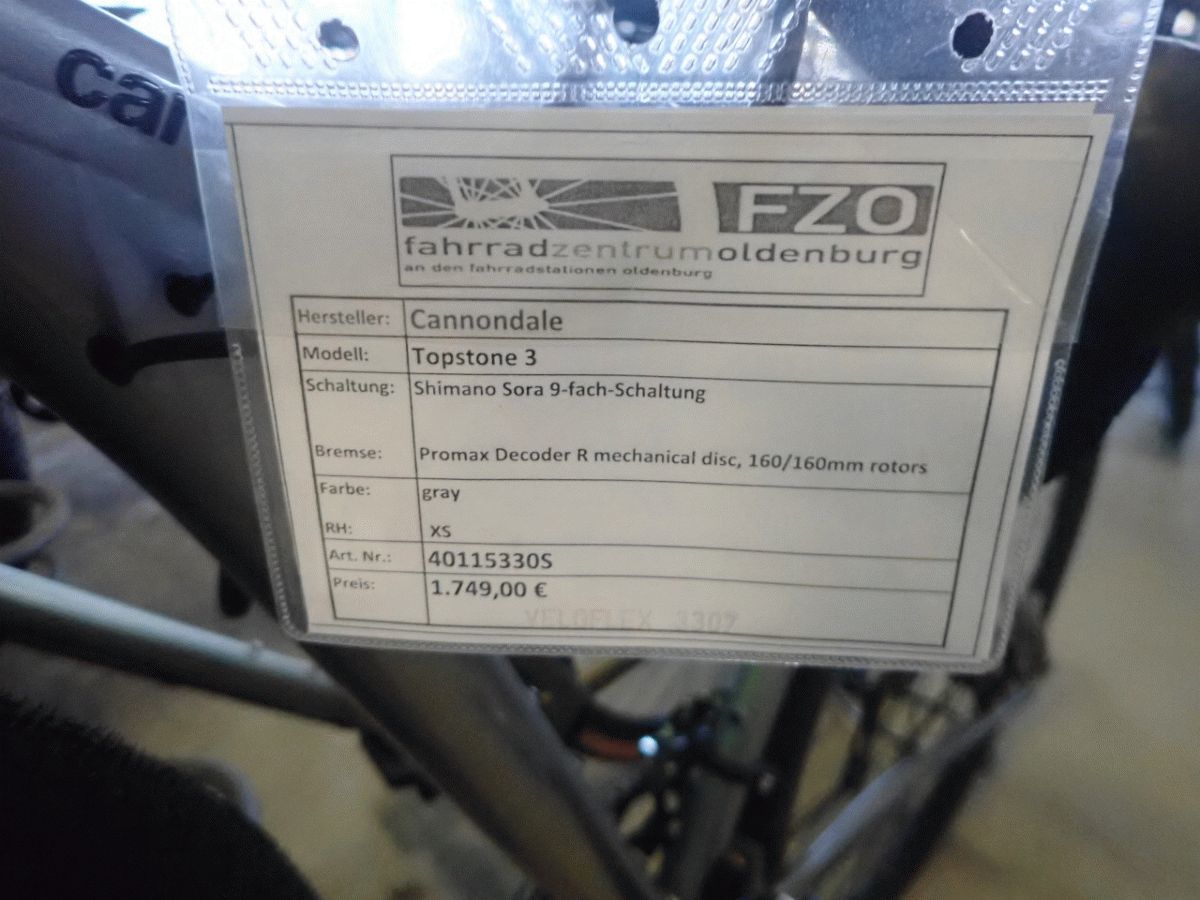 can
FZO
fahrradzentrumoldenburg
an den fahrradstationen oldenburg
Hersteller: Cannondale
Modell: Topstone 3
Schaltung: Shimano Sora 9-fach-Schaltung
Bremse: Promax Decoder R mechanical disc, 160/160mm rotors
Farbe: gray
RH: XS
Art. Nr.: 40115330S
Preis: 1.749,00 €
VELOFLEX 3307